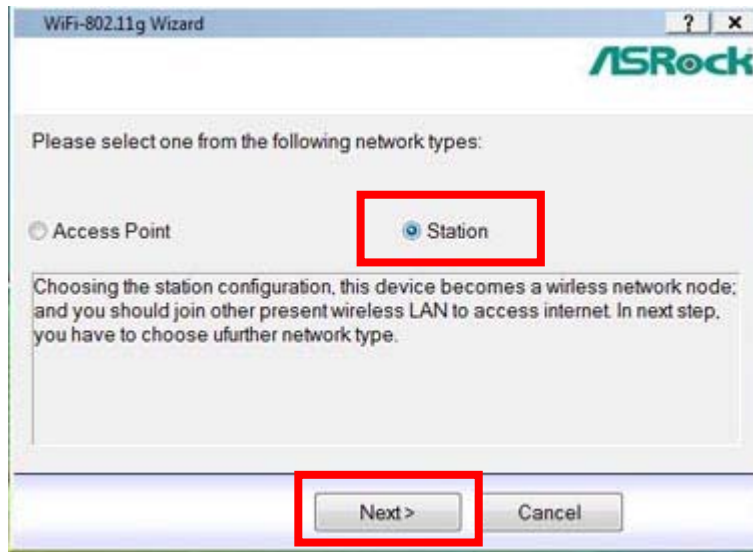 WiFi-802.11g Wizard
? x
ASRock
Please select one from the following network types:
Access Point
Station
Choosing the station configuration, this device becomes a wirless network node;
and you should join other present wireless LAN to access internet. In next step,
you have to choose ufurther network type.
Next>
Cancel